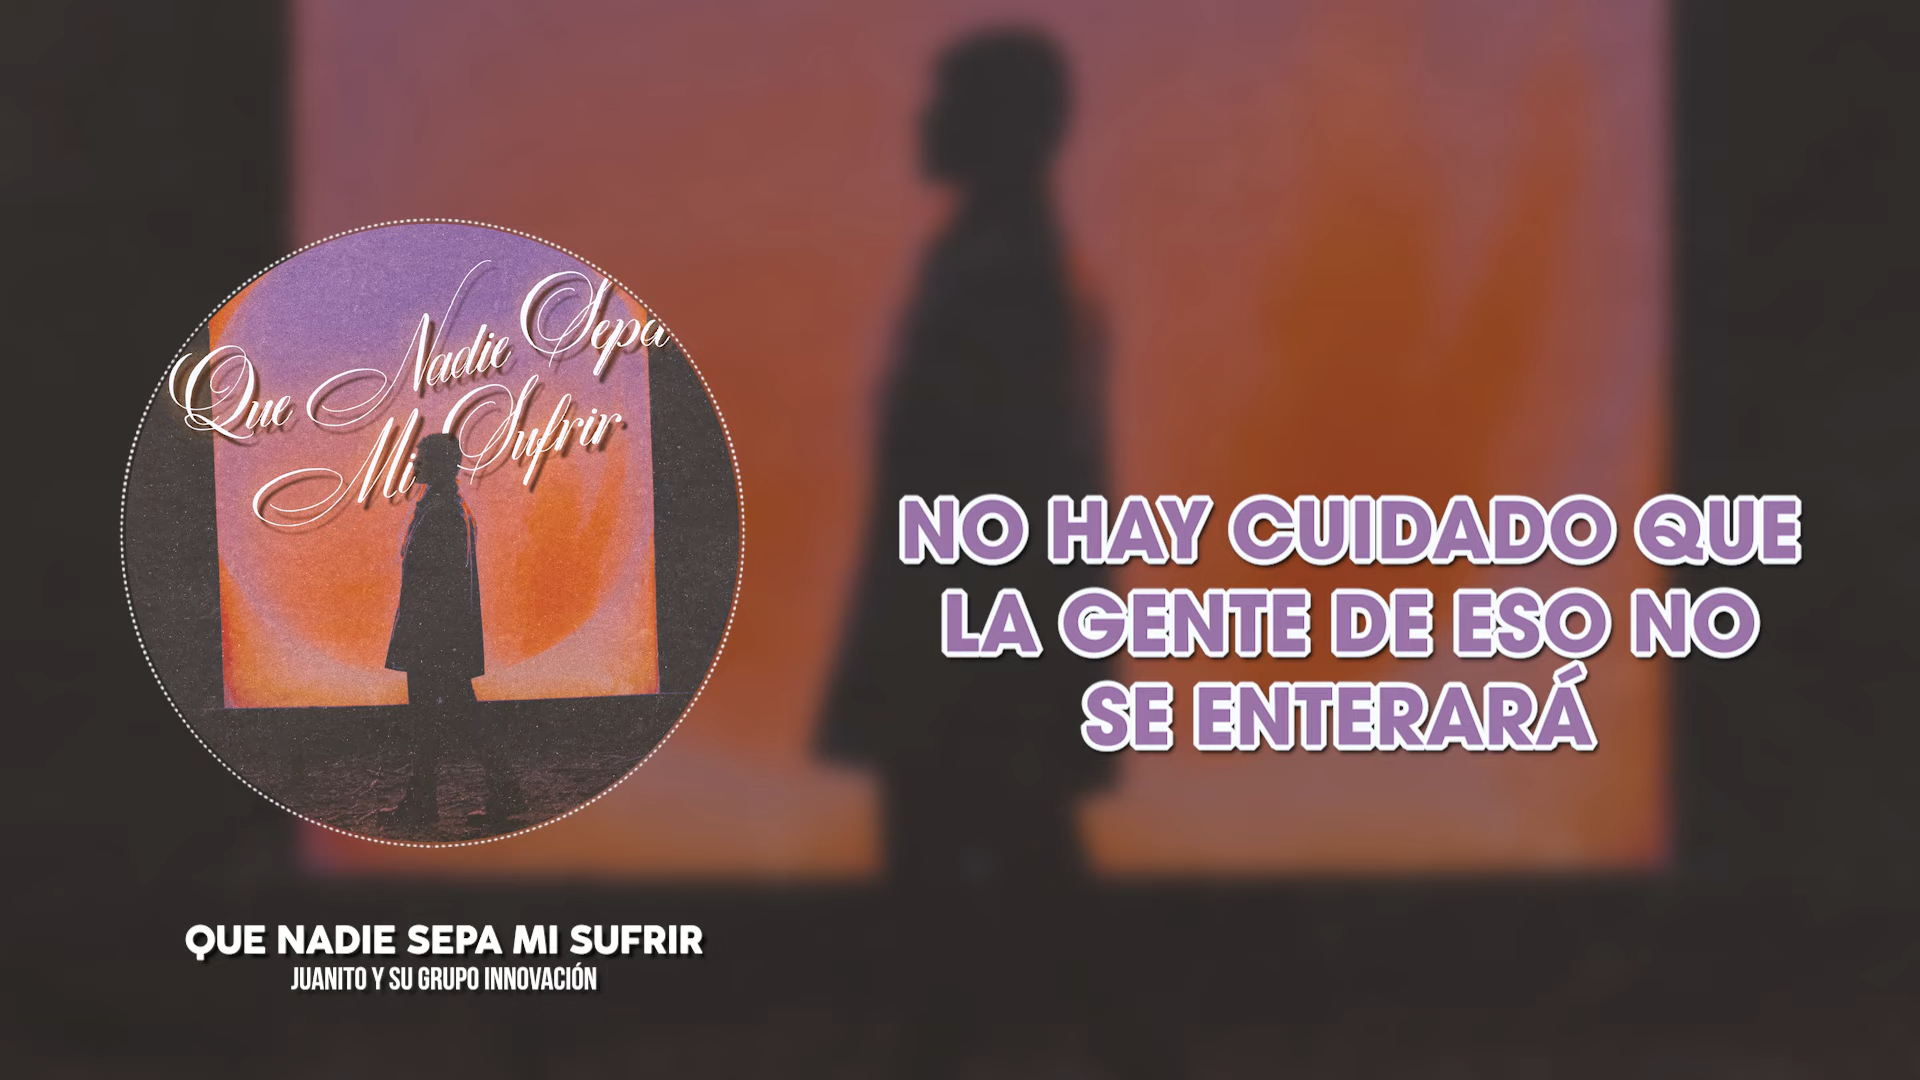 Que Nadie Sepa
Mi Sufrir
QUE NADIE SEPA MI SUFRIR
JUANITO Y SU GRUPO INNOVACIÓN
NO HAY CUIDADO QUE
LA GENTE DE ESO NO
SE ENTERARÁ